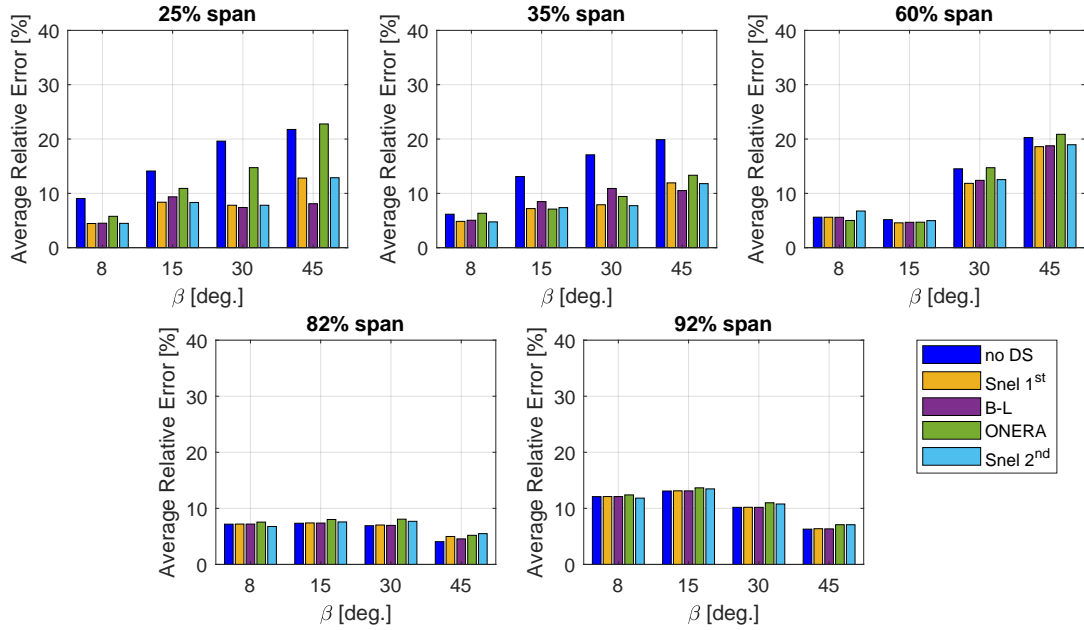 25% span
35% span
60% span
Average Relative Error [%]
40
30
20
10
0
8 15 30 45
β [deg.]
Average Relative Error [%]
40
30
20
10
0
8 15 30 45
β [deg.]
Average Relative Error [%]
40
30
20
10
0
8 15 30 45
β [deg.]
82% span
92% span
Average Relative Error [%]
40
30
20
10
0
8 15 30 45
β [deg.]
Average Relative Error [%]
40
30
20
10
0
8 15 30 45
β [deg.]
no DS
Snel 1st
B-L
ONERA
Snel 2nd